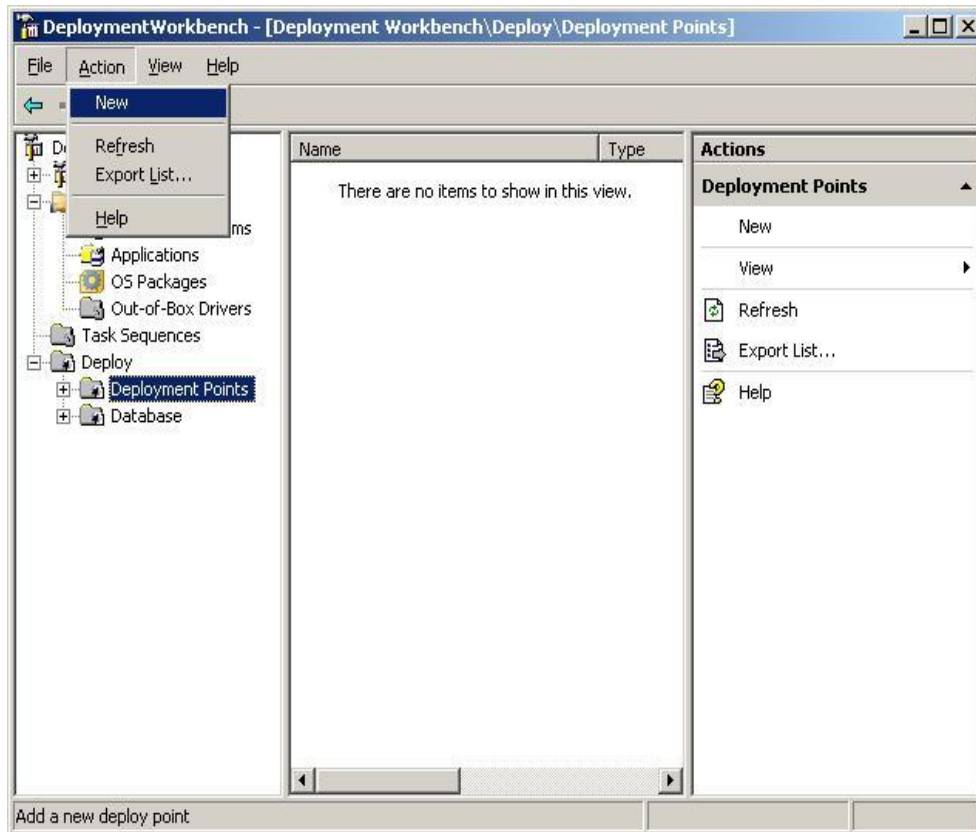 DeploymentWorkbench - [Deployment Workbench\Deploy\Deployment Points]
File Action View Help
New
Refresh
Export List...
Help
D
ms
Applications
OS Packages
Out-of-Box Drivers
Task Sequences
Deploy
Deployment Points
Database
Name Type
There are no items to show in this view.
Actions
Deployment Points
New
View
Refresh
Export List...
Help
Add a new deploy point